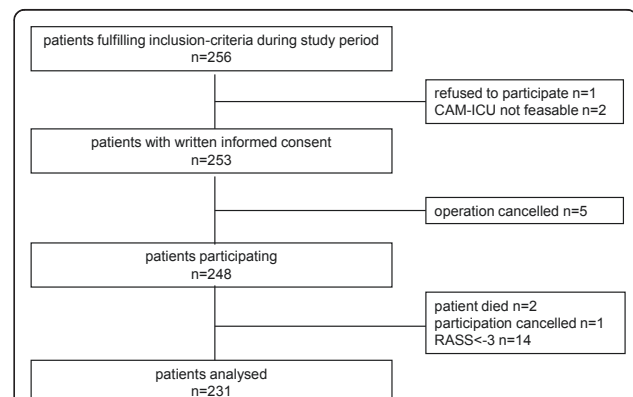 patients fulfilling inclusion-criteria during study period
n=256
refused to participate n=1
CAM-ICU not feasable n=2
patients with written informed consent
n=253
operation cancelled n=5
patients participating
n=248
patient died n=2
participation cancelled n=1
RASS<-3 n=14
patients analysed
n=231